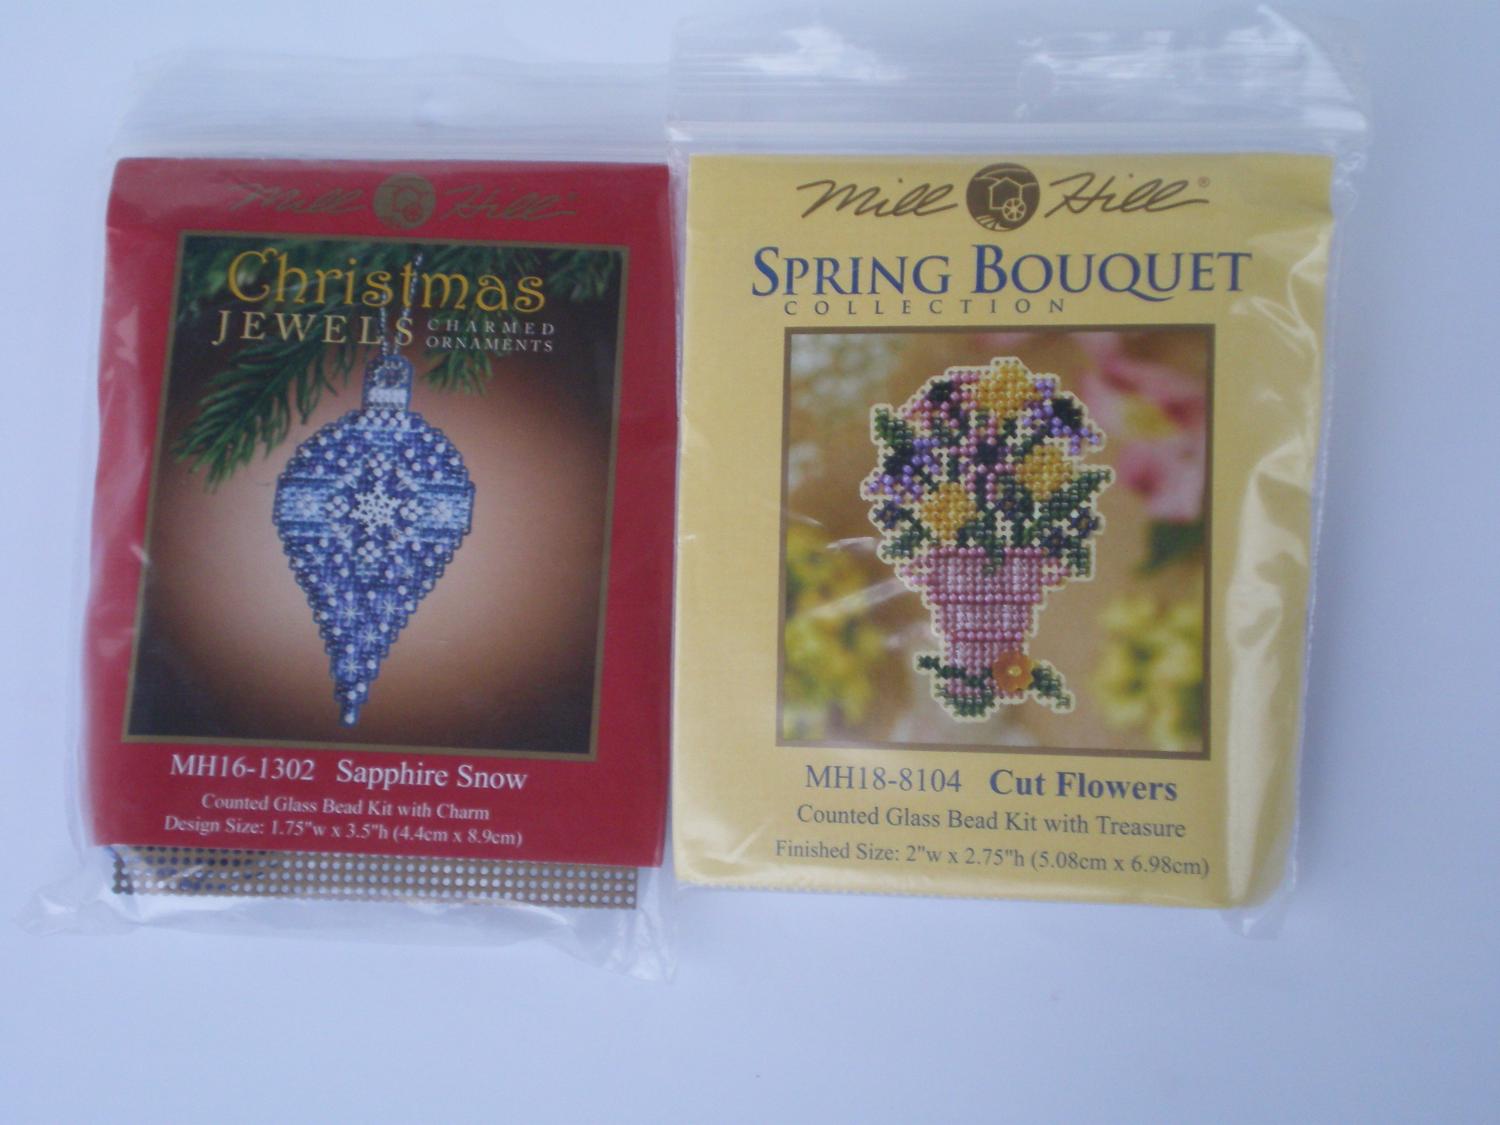 Mill Hill®
Christmas
JEWELS CHARMED
ORNAMENTS
MH16-1302 Sapphire Snow
Counted Glass Bead Kit with Charm
Design Size: 1.75"w x 3.5"h (4.4cm x 8.9cm)
Mill Hill®
SPRING BOUQUET
COLLECTION
MH18-8104 Cut Flowers
Counted Glass Bead Kit with Treasure
Finished Size: 2"w x 2.75"h (5.08cm x 6.98cm)